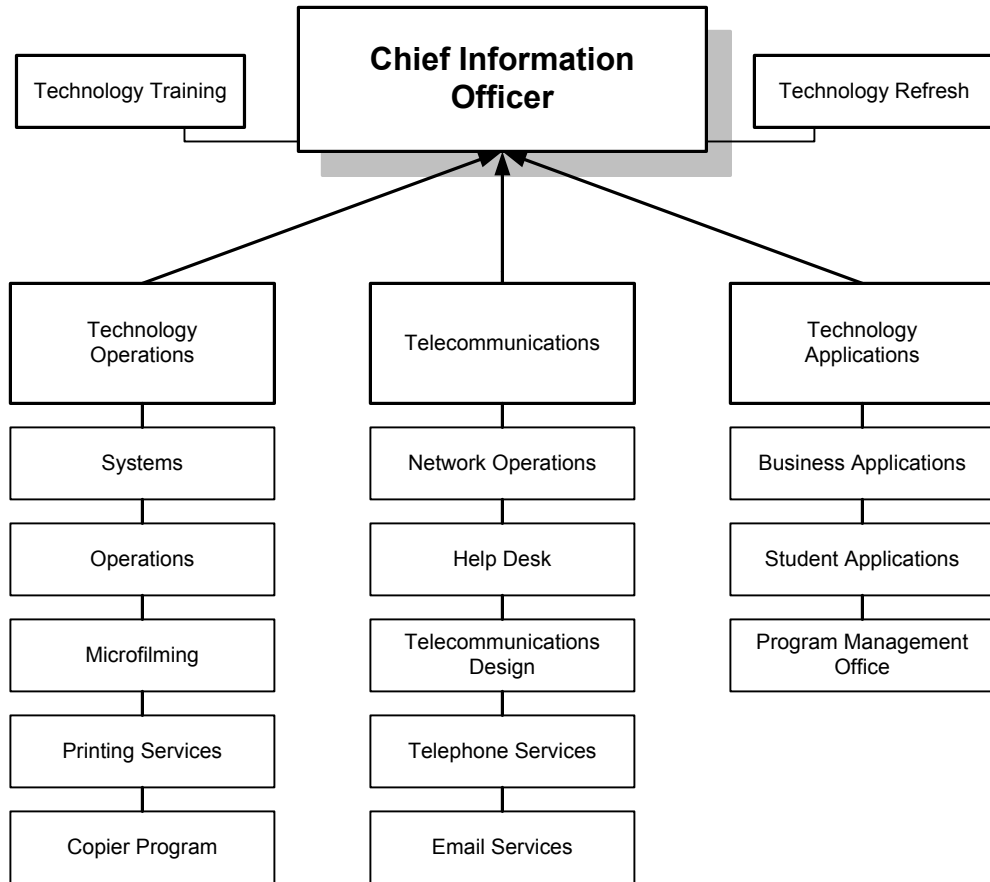 Chief Information
Officer
Technology Training
Technology Refresh
Technology
Operations
Telecommunications
Technology
Applications
Systems
Network Operations
Business Applications
Operations
Help Desk
Student Applications
Microfilming
Telecommunications
Design
Program Management
Office
Printing Services
Telephone Services
Copier Program
Email Services